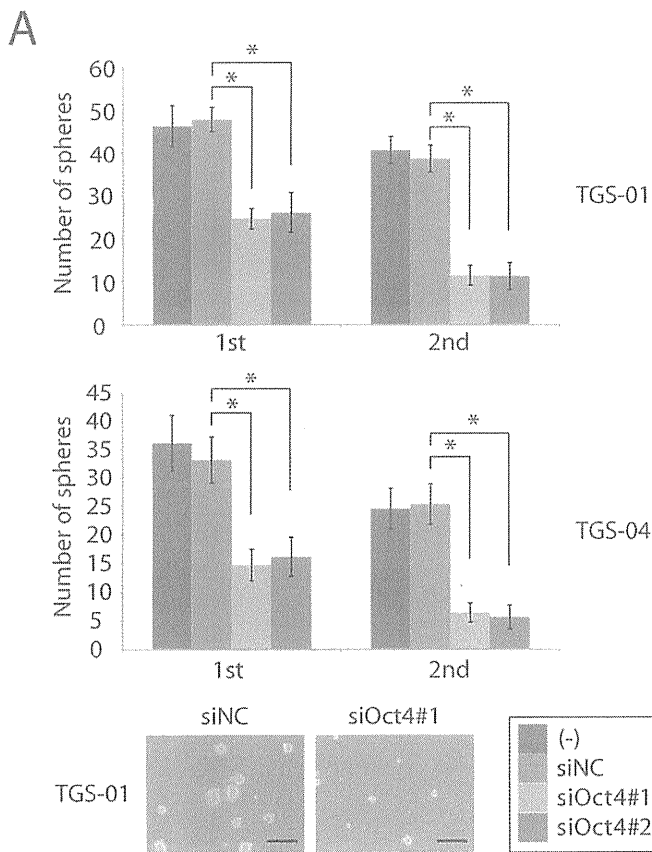 A
*
*
*
*
60
50
40
30
20
10
0
Number of spheres
1st
2nd
TGS-01
*
*
*
*
45
40
35
30
25
20
15
10
5
0
Number of spheres
1st
2nd
TGS-04
siNC
siOct4#1
TGS-01
(-)
siNC
siOct4#1
siOct4#2